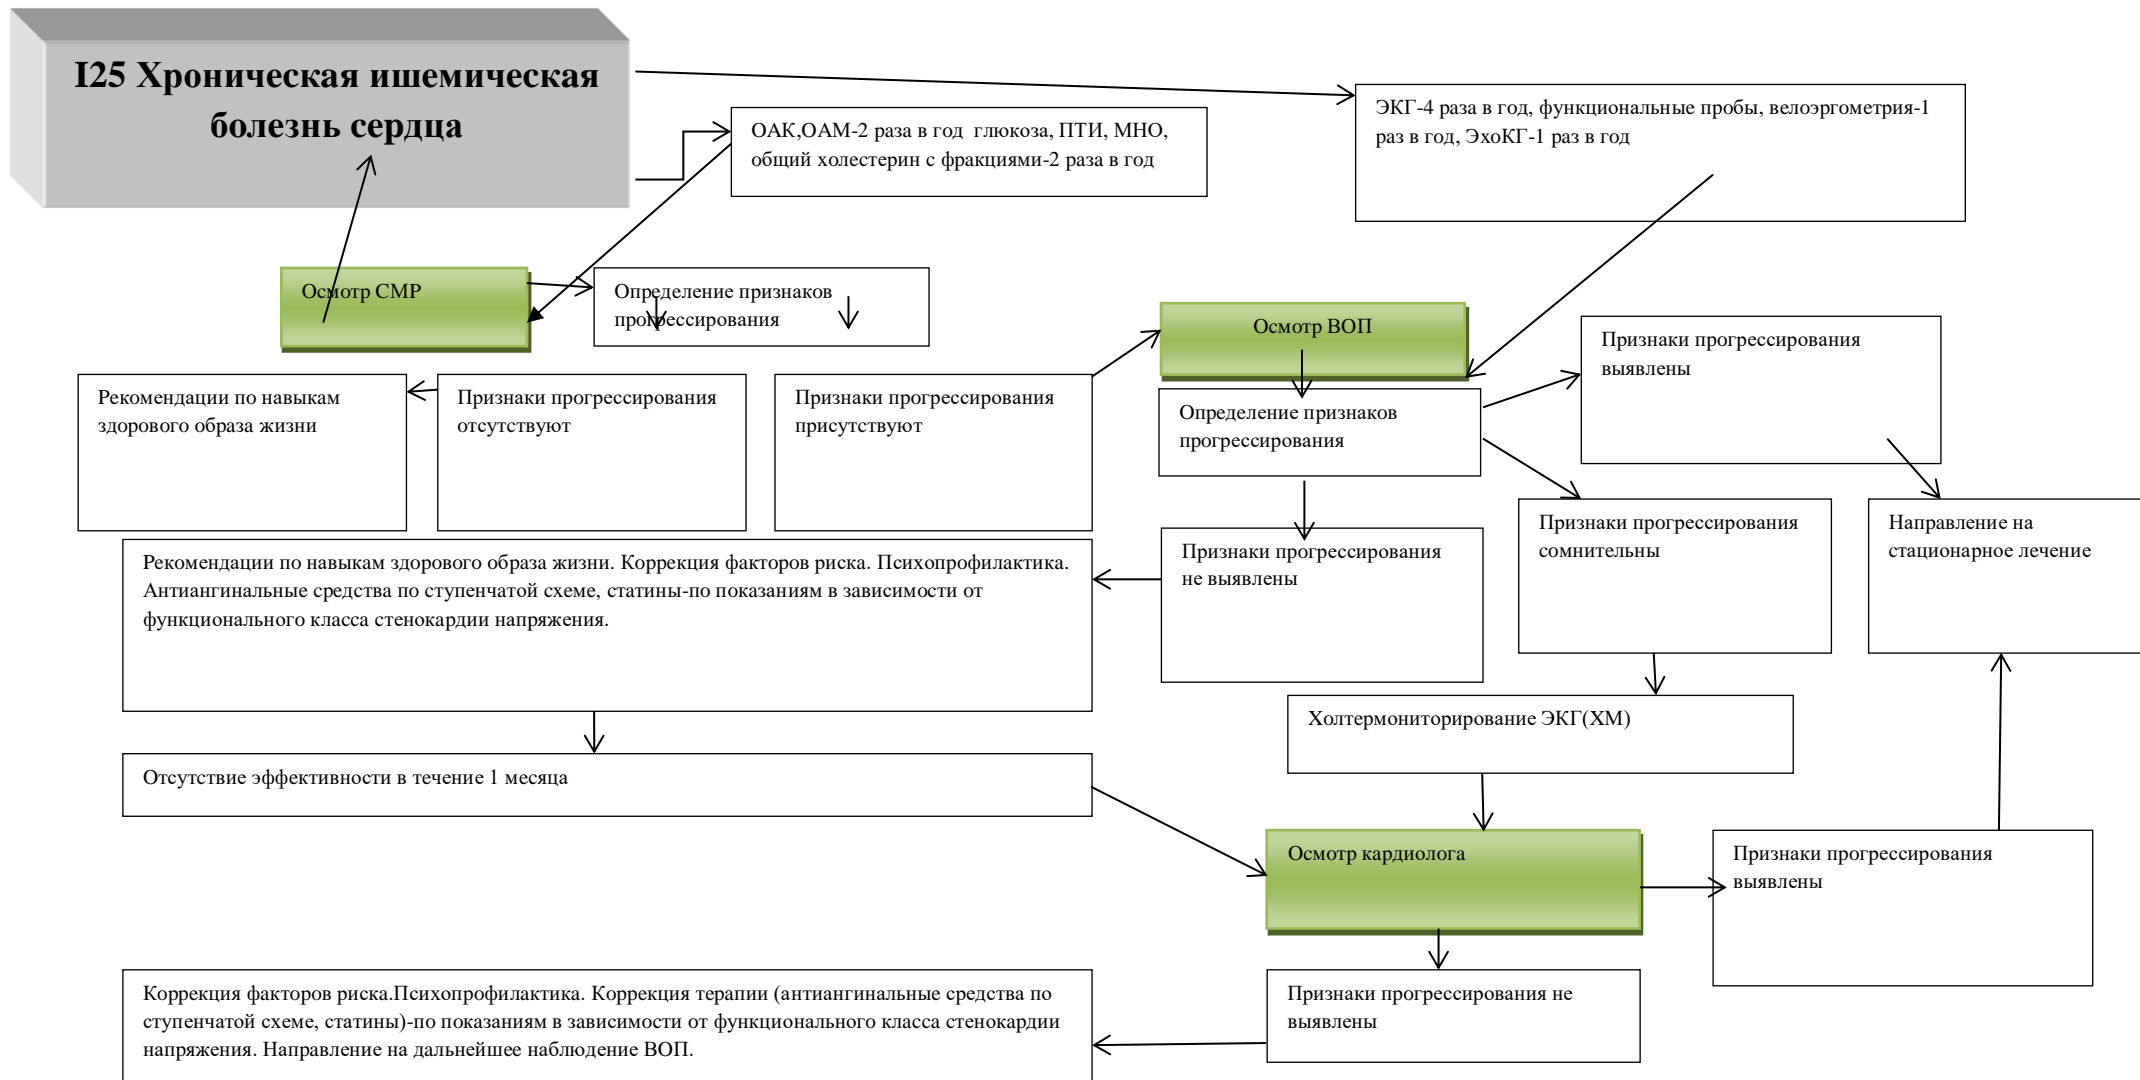 I25 Хроническая ишемическая
болезнь сердца
ОАК,ОАМ-2 раза в год  глюкоза, ПТИ, МНО,
общий холестерин с фракциями-2 раза в год
ЭКГ-4 раза в год, функциональные пробы, велоэргометрия-1
раз в год, ЭхоКГ-1 раз в год
Осмотр СМР
Определение признаков
прогрессирования
Осмотр ВОП
Признаки прогрессирования
выявлены
Рекомендации по навыкам
здорового образа жизни
Признаки прогрессирования
отсутствуют
Признаки прогрессирования
присутствуют
Определение признаков
прогрессирования
Признаки прогрессирования
сомнительны
Направление на
стационарное лечение
Признаки прогрессирования
не выявлены
Рекомендации по навыкам здорового образа жизни. Коррекция факторов риска. Психопрофилактика.
Антиангинальные средства по ступенчатой схеме, статины-по показаниям в зависимости от
функционального класса стенокардии напряжения.
Холтермониторирование ЭКГ(ХМ)
Отсутствие эффективности в течение 1 месяца
Осмотр кардиолога
Признаки прогрессирования
выявлены
Признаки прогрессирования не
выявлены
Коррекция факторов риска.Психопрофилактика. Коррекция терапии (антиангинальные средства по
ступенчатой схеме, статины)-по показаниям в зависимости от функционального класса стенокардии
напряжения. Направление на дальнейшее наблюдение ВОП.